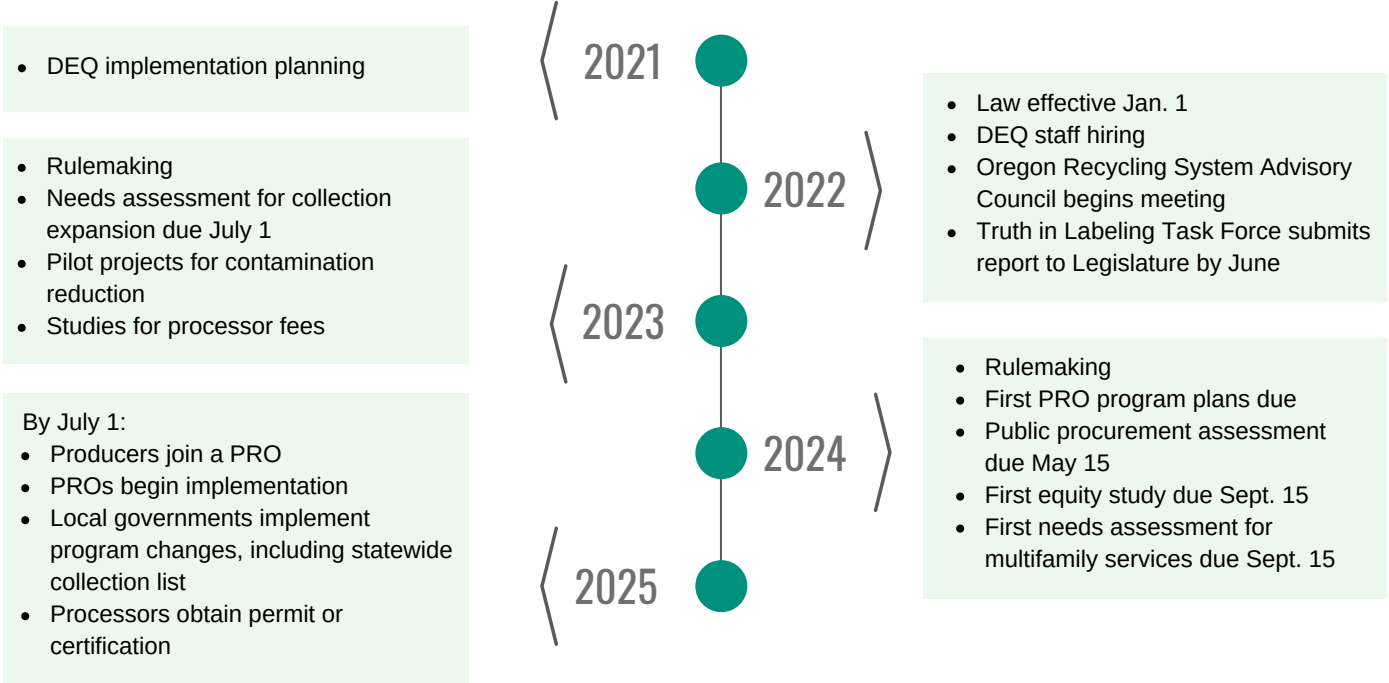 2021
• DEQ implementation planning
2022
• Law effective Jan. 1
• DEQ staff hiring
• Oregon Recycling System Advisory
Council begins meeting
• Truth in Labeling Task Force submits
report to Legislature by June
2023
• Rulemaking
• Needs assessment for collection
expansion due July 1
• Pilot projects for contamination
reduction
• Studies for processor fees
2024
• Rulemaking
• First PRO program plans due
• Public procurement assessment
due May 15
• First equity study due Sept. 15
• First needs assessment for
multifamily services due Sept. 15
2025
By July 1:
• Producers join a PRO
• PROs begin implementation
• Local governments implement
program changes, including statewide
collection list
• Processors obtain permit or
certification